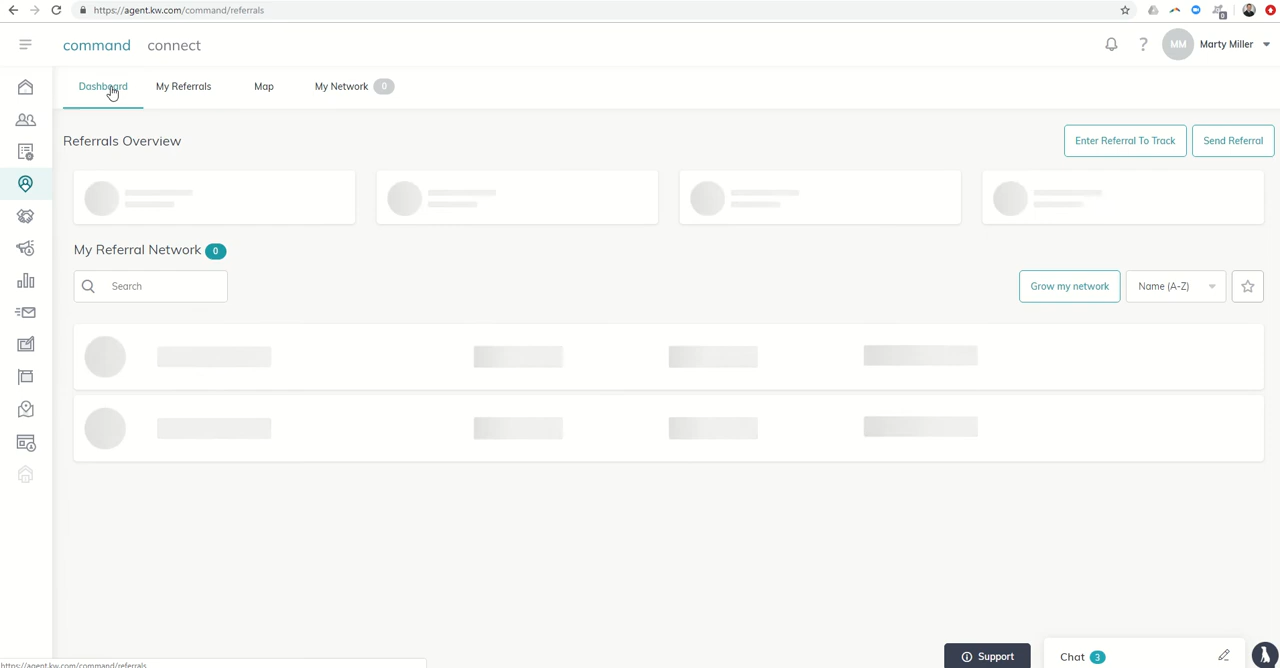 https://agent.kw.com/command/referrals
command connect
MM Marty Miller
Dashboard My Referrals Map My Network 0
Referrals Overview
Enter Referral To Track Send Referral
My Referral Network 0
Search
Grow my network Name (A-Z)
Support
Chat 3
https://agent.kw.com/command/referrals